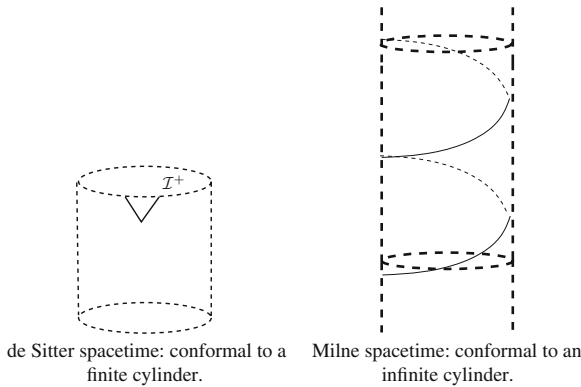 ℐ⁺
de Sitter spacetime: conformal to a
finite cylinder.
Milne spacetime: conformal to an
infinite cylinder.